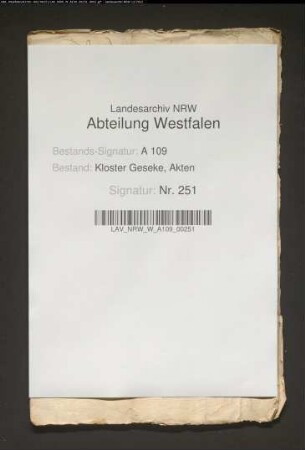 Landesarchiv NRW
Abteilung Westfalen
Bestands-Signatur: A 109
Bestand: Kloster Geseke, Akten
Signatur: Nr. 251
LAV_NRW_W_A109_00251